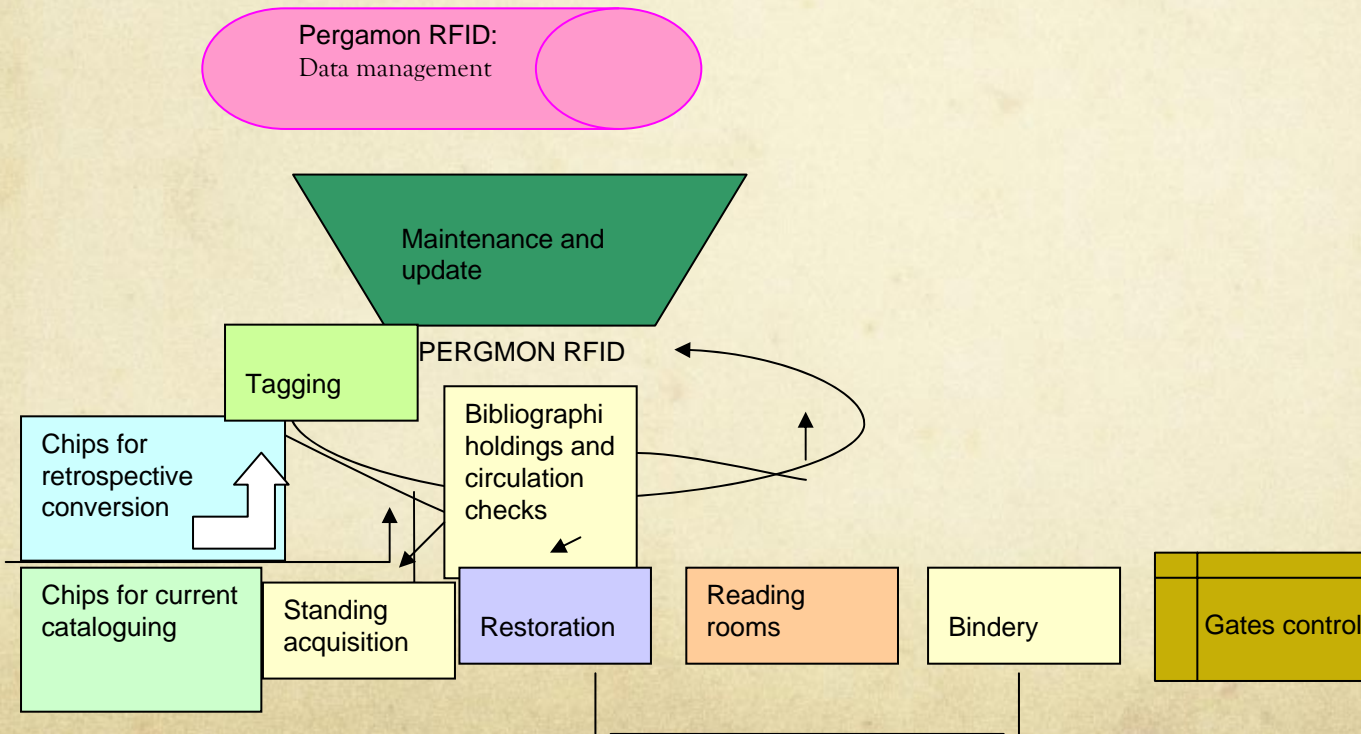 Pergamon RFID:
Data management
Maintenance and
update
PERGMON RFID
Tagging
Bibliographi
holdings and
circulation
checks
Chips for
retrospective
conversion
Chips for current
cataloguing
Standing
acquisition
Restoration
Reading
rooms
Bindery
Gates control